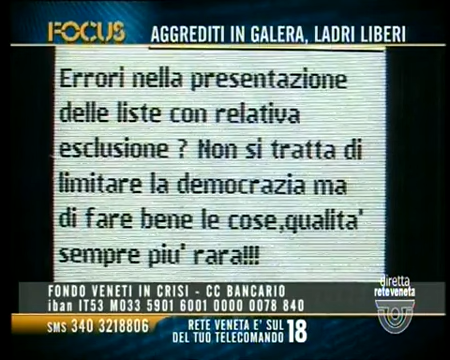 FOCUS
AGGREDITI IN GALERA, LADRI LIBERI
Errori nella presentazione
delle liste con relativa
esclusione ? Non si tratta di
limitare la democrazia ma
di fare bene le cose,qualita'
sempre piu' rara!!!
diretta
reteveneta
FONDO VENETI IN CRISI - CC BANCARIO
iban IT53 M033 5901 6001 0000 0078 840
SMS 340 3218806
RETE VENETA E' SUL
DEL TUO TELECOMANDO 18